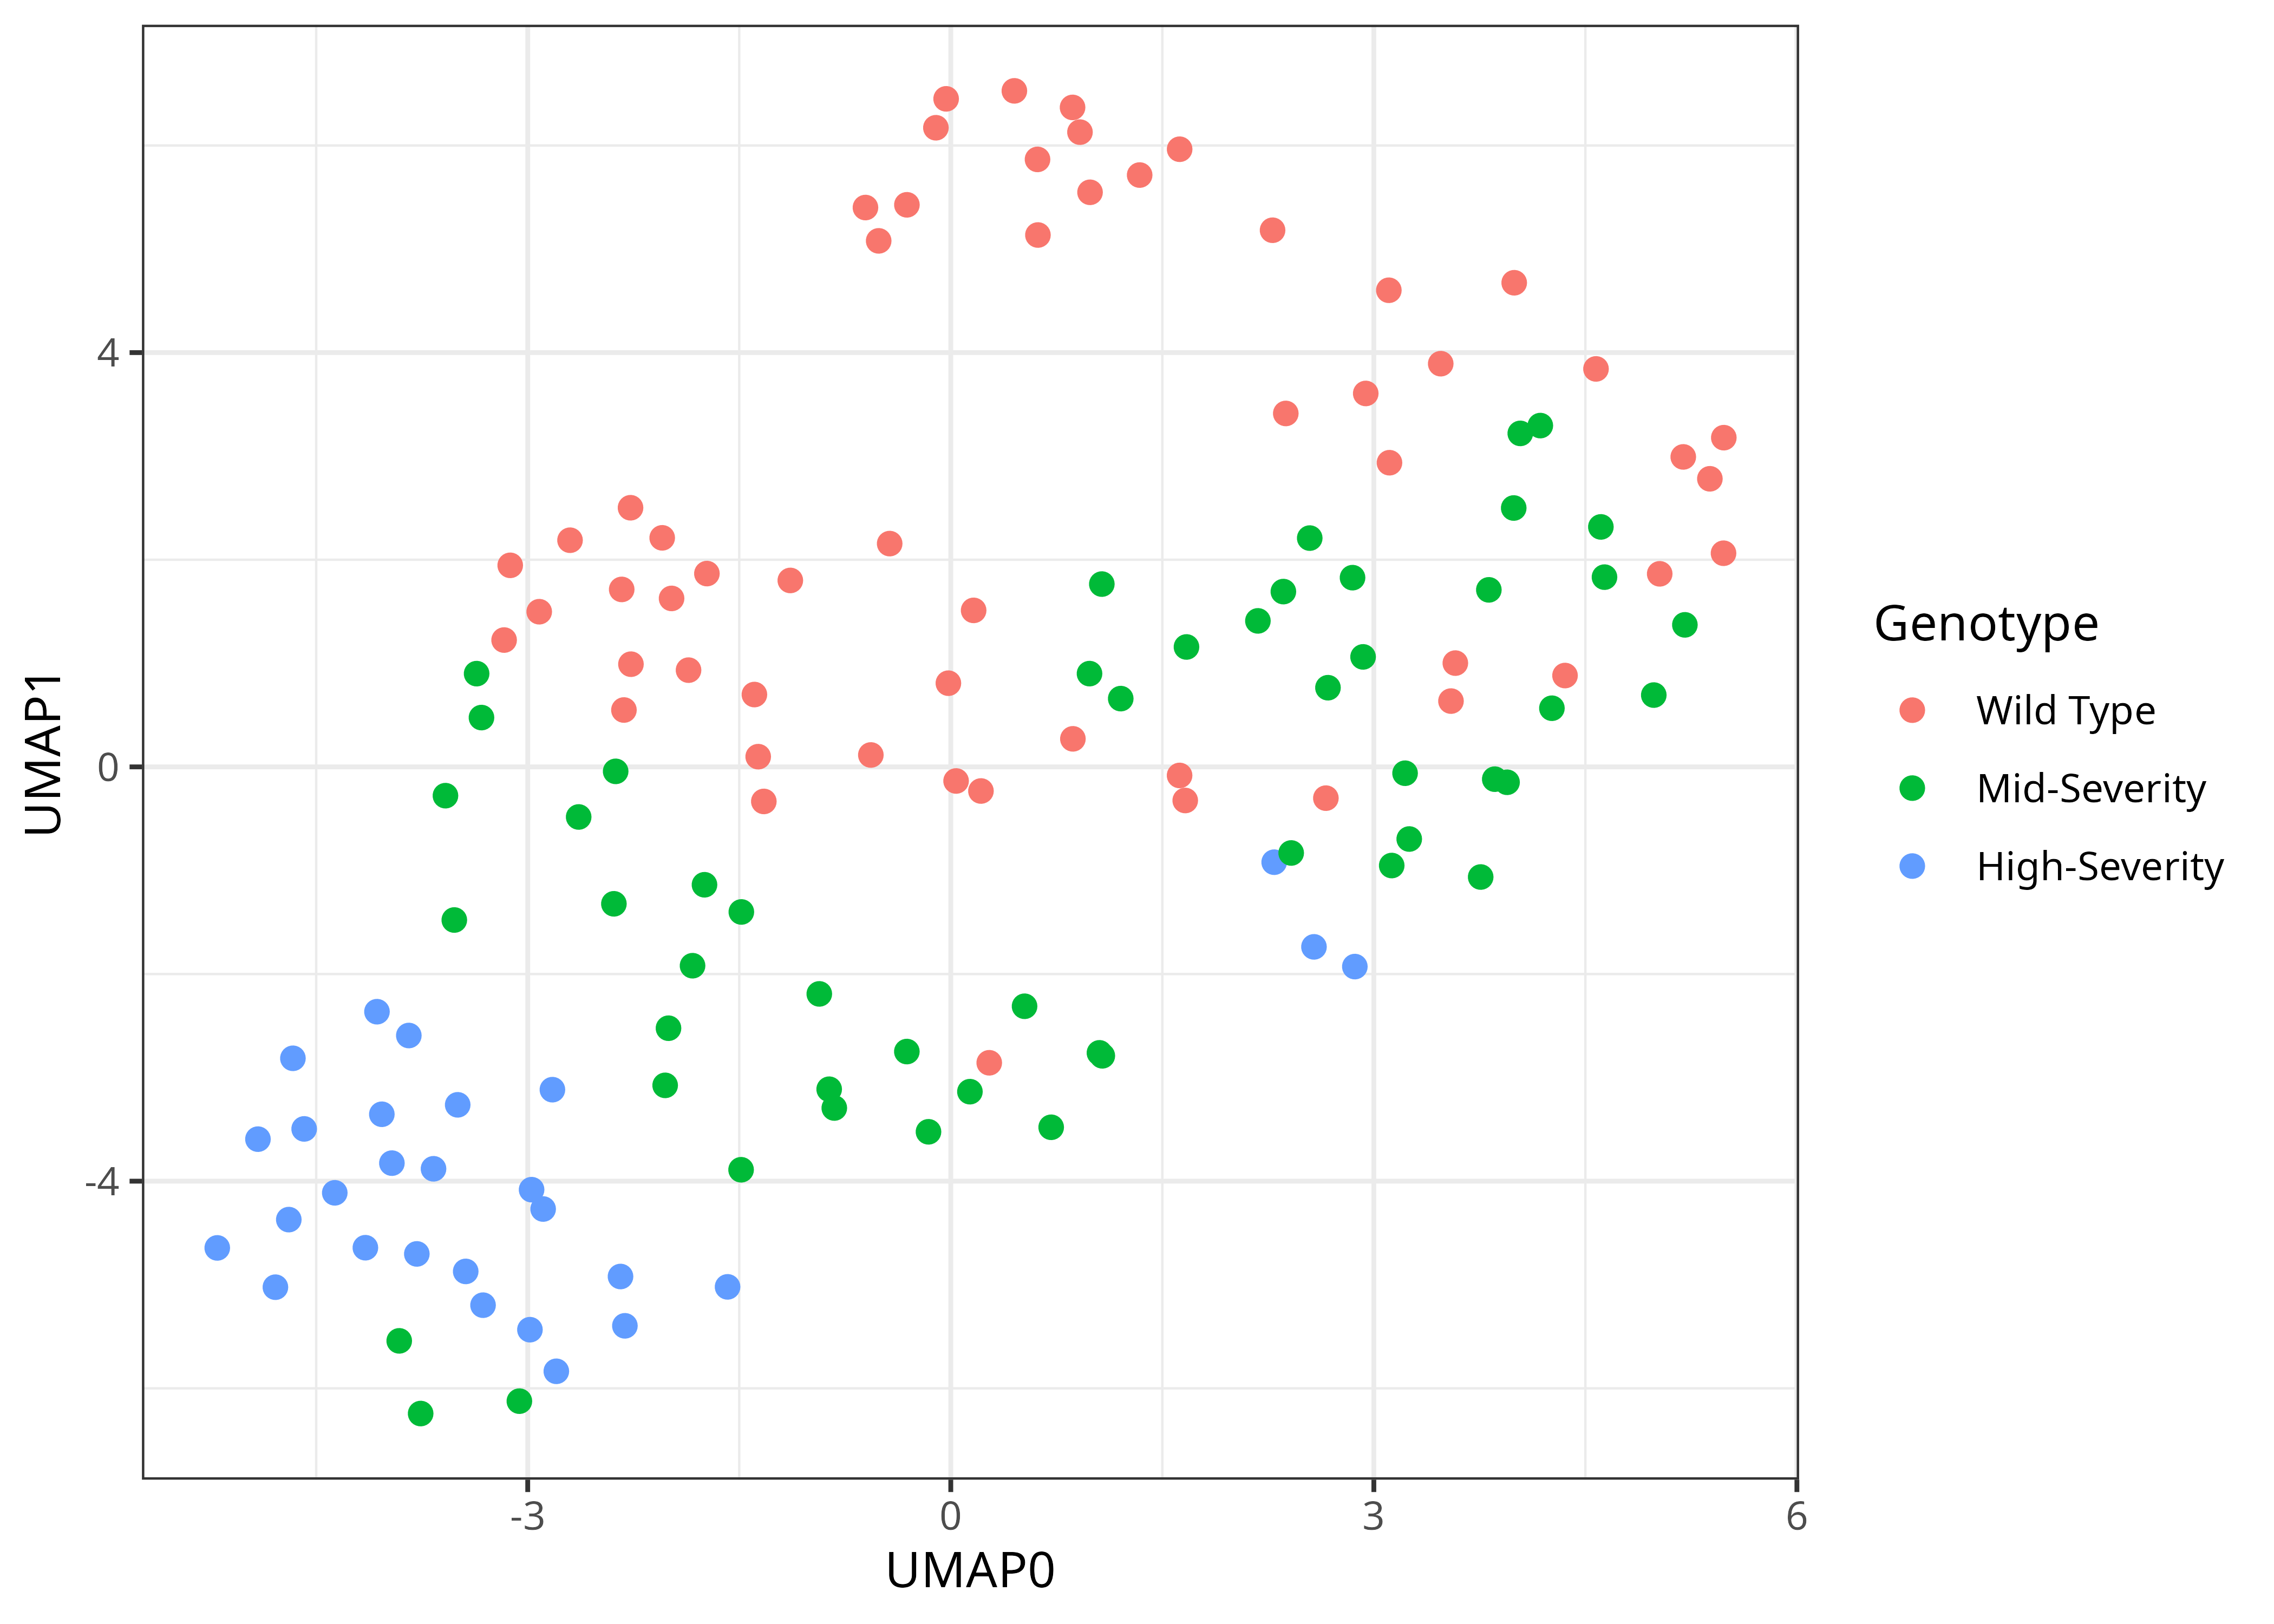 UMAP1
4
0
-4
-3
0
3
6
UMAP0
Genotype
Wild Type
Mid-Severity
High-Severity